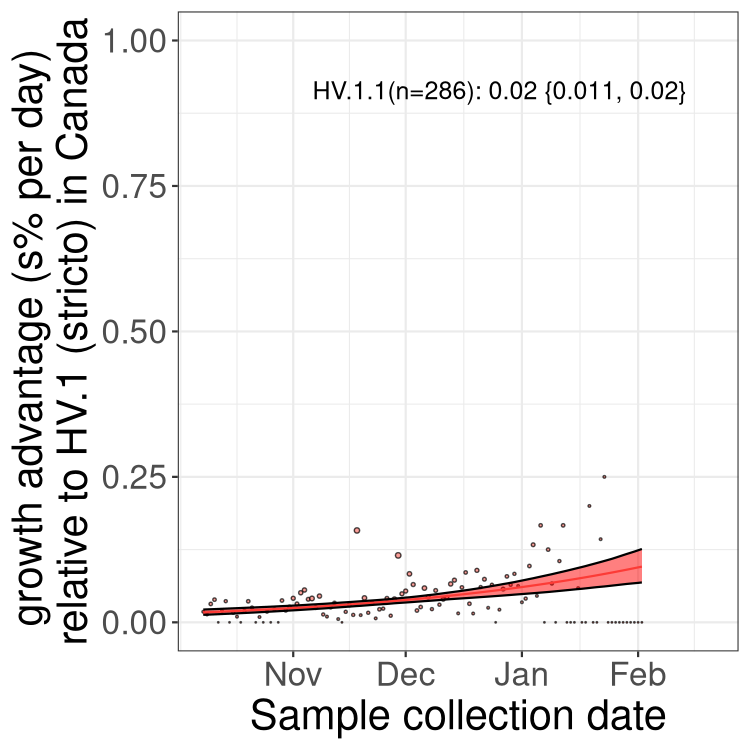 growth advantage (s% per day)
relative to HV.1 (stricto) in Canada
1.00
HV.1.1(n=286): 0.02 {0.011, 0.02}
0.75
0.50
0.25
0.00
Nov Dec Jan Feb
Sample collection date